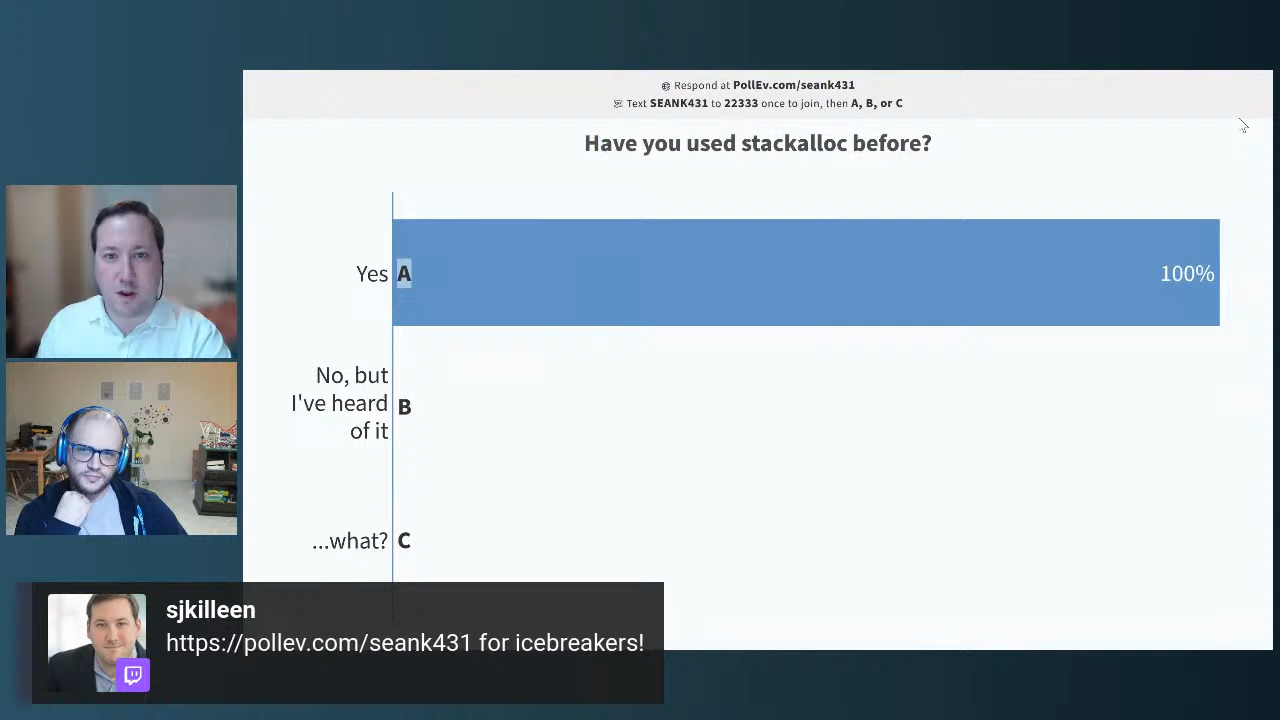 Respond at PollEv.com/seank431
Text SEANK431 to 22333 once to join, then A, B, or C
Have you used stackalloc before?
Yes A 100%
No, but
I've heard B
of it
...what? C
sjkilleen
https://pollev.com/seank431 for icebreakers!